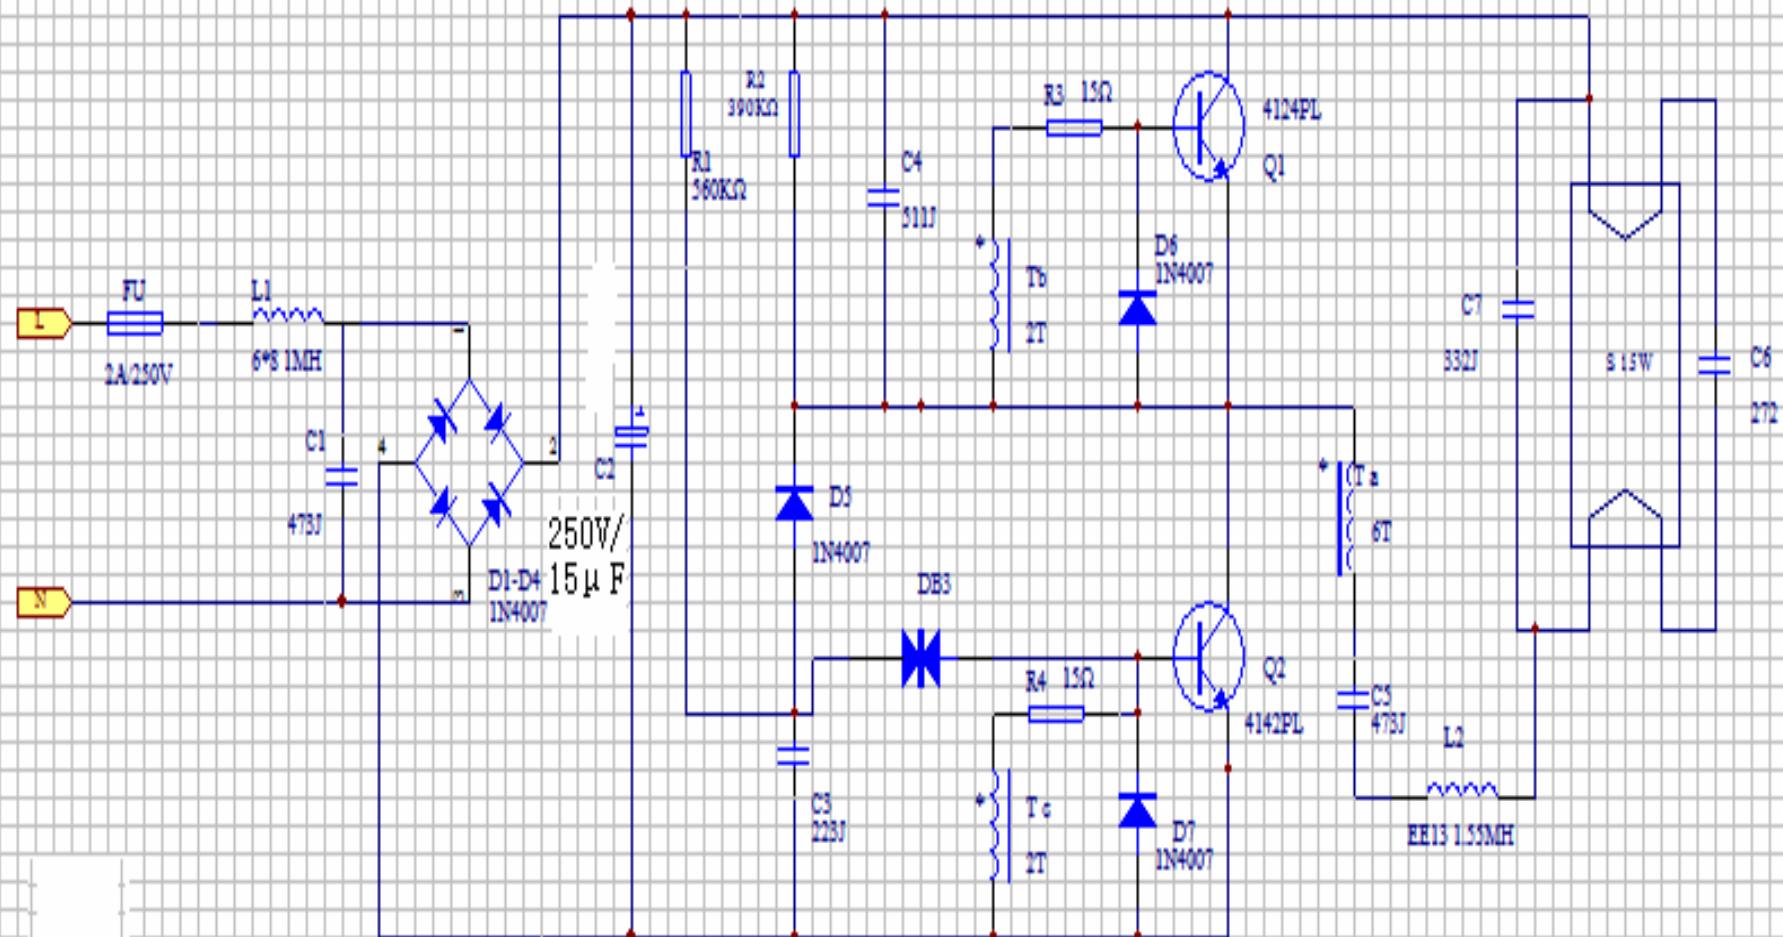 L
FU
2A/250V
L1
6*8 1MH
C1
473J
N
1
4
2
3
D1-D4
1N4007
C2
250V/
15μF
R1
560KΩ
R2
390KΩ
C4
511J
R3 15Ω
4124PL
Q1
Tb
2T
D6
1N4007
D5
1N4007
DB3
R4 15Ω
Q2
4142PL
C3
223J
Tc
2T
D7
1N4007
Ta
6T
C5
473J
L2
EE13 1.55MH
C7
332J
S 15W
C6
272